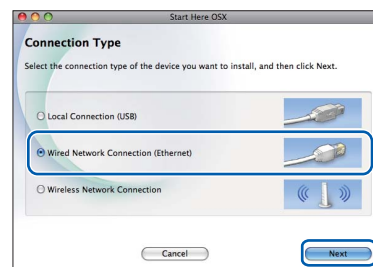 Start Here OSX
Connection Type
Select the connection type of the device you want to install, and then click Next.
Local Connection (USB)
Wired Network Connection (Ethernet)
Wireless Network Connection
Cancel
Next